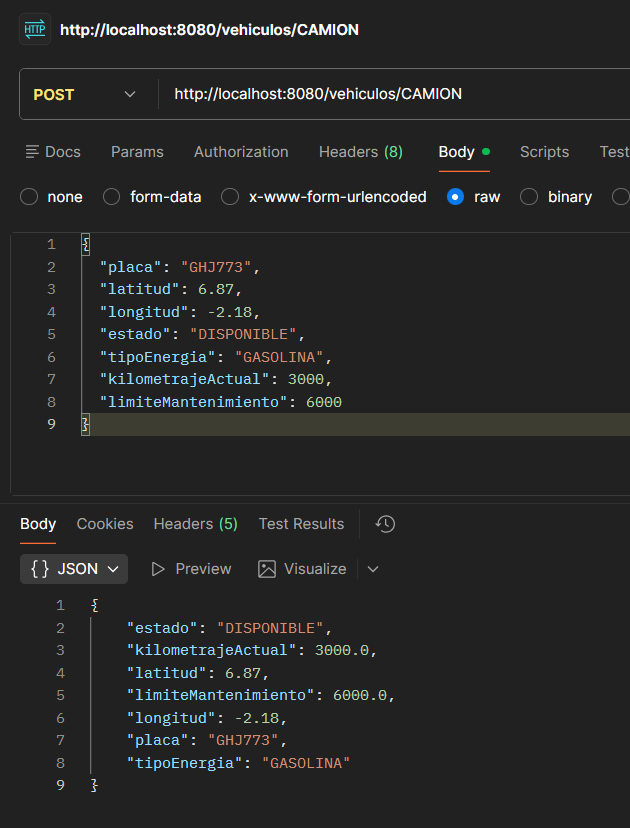 HTTP http://localhost:8080/vehiculos/CAMION
POST http://localhost:8080/vehiculos/CAMION
Docs Params Authorization Headers (8) Body Scripts Test
none form-data x-www-form-urlencoded raw binary
1 {
2 "placa": "GHJ773",
3 "latitud": 6.87,
4 "longitud": -2.18,
5 "estado": "DISPONIBLE",
6 "tipoEnergia": "GASOLINA",
7 "kilometrajeActual": 3000,
8 "limiteMantenimiento": 6000
9 }
Body Cookies Headers (5) Test Results
{} JSON Preview Visualize
1 {
2 "estado": "DISPONIBLE",
3 "kilometrajeActual": 3000.0,
4 "latitud": 6.87,
5 "limiteMantenimiento": 6000.0,
6 "longitud": -2.18,
7 "placa": "GHJ773",
8 "tipoEnergia": "GASOLINA"
9 }